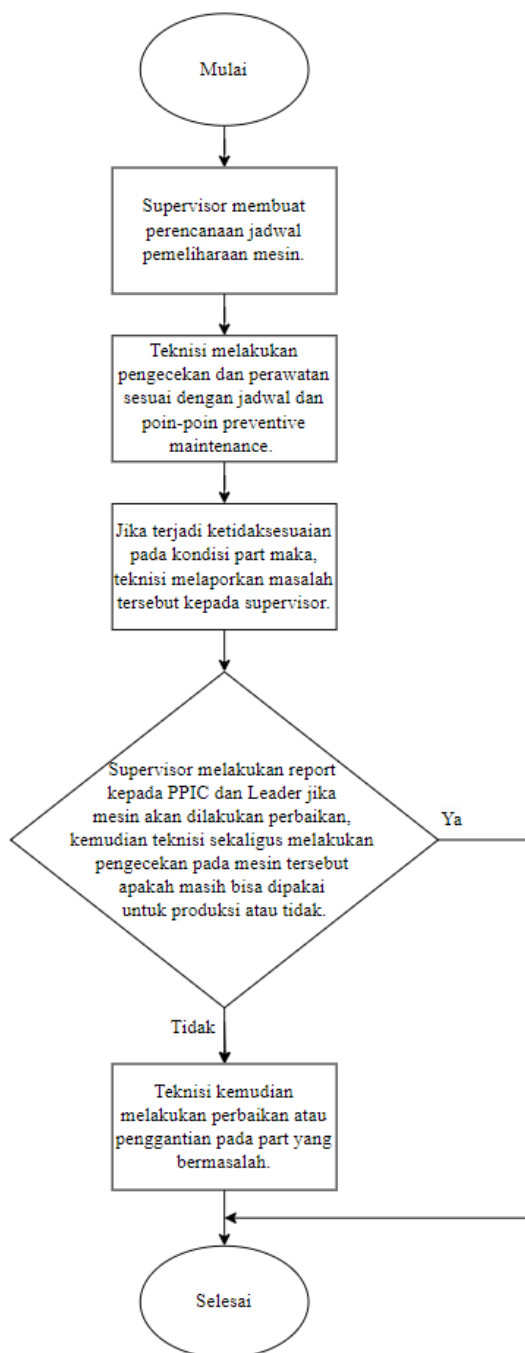 Mulai
Supervisor membuat
perencanaan jadwal
pemeliharaan mesin.
Teknisi melakukan
pengecekan dan perawatan
sesuai dengan jadwal dan
poin-poin preventive
maintenance.
Jika terjadi ketidaksesuaian
pada kondisi part maka,
teknisi melaporkan masalah
tersebut kepada supervisor.
Supervisor melakukan report
kepada PPIC dan Leader jika
mesin akan dilakukan perbaikan,
kemudian teknisi sekaligus melakukan
pengecekan pada mesin tersebut
apakah masih bisa dipakai
untuk produksi atau tidak.
Ya
Tidak
Teknisi kemudian
melakukan perbaikan atau
penggantian pada part yang
bermasalah.
Selesai